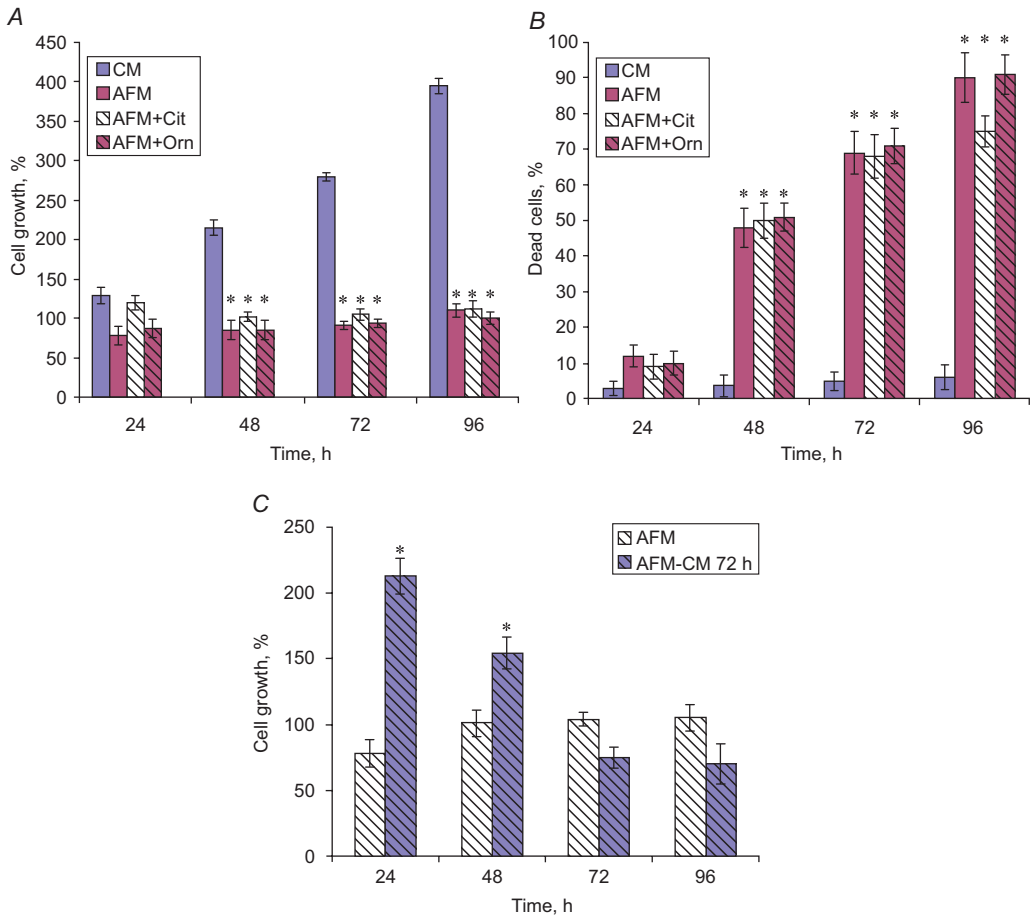 A
450
400
350
300
250
200
150
100
50
0
Cell growth, %
CM
AFM
AFM+Cit
AFM+Orn
* * *
* * *
* * *
24 48 72 96
Time, h
B
100
90
80
70
60
50
40
30
20
10
0
Dead cells, %
CM
AFM
AFM+Cit
AFM+Orn
* * *
* * *
* * *
24 48 72 96
Time, h
C
250
200
150
100
50
0
Cell growth, %
AFM
AFM-CM 72 h
*
*
24 48 72 96
Time, h